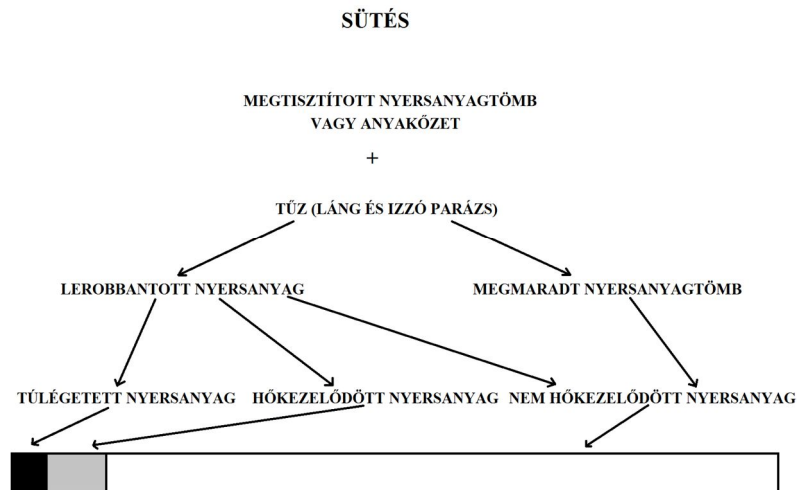 SÜTÉS
MEGTISZTÍTOTT NYERSANYAGTÖMB
VAGY ANYAKŐZET
+
TŰZ (LÁNG ÉS IZZÓ PARÁZS)
LEROBBANTOTT NYERSANYAG
MEGMARADT NYERSANYAGTÖMB
TÚLÉGETETT NYERSANYAG
HŐKEZELŐDÖTT NYERSANYAG
NEM HŐKEZELŐDÖTT NYERSANYAG